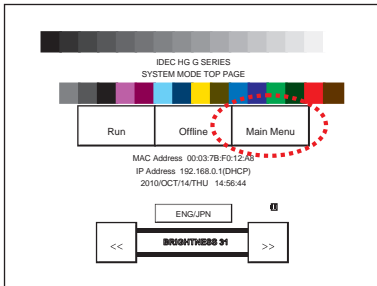 IDEC HG G SERIES
SYSTEM MODE TOP PAGE
Run Offline Main Menu
MAC Address 00:03:7B:F0:12:A8
IP Address 192.168.0.1(DHCP)
2010/OCT/14/THU 14:56:44
ENG/JPN
<< BRIGHTNESS 31 >>